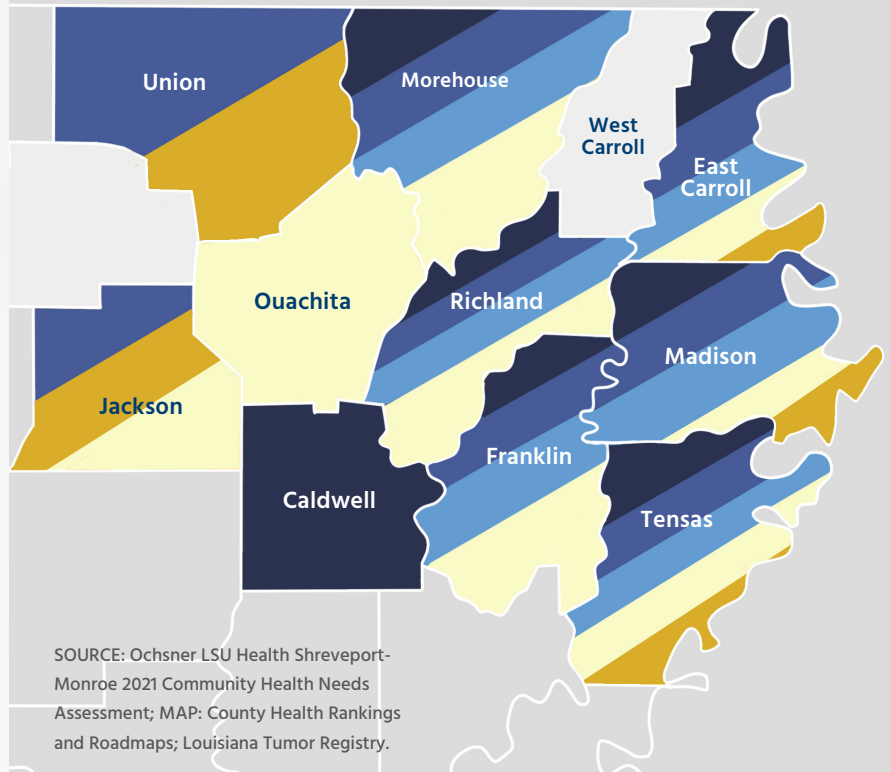 Union
Morehouse
West
Carroll
East
Carroll
Ouachita
Richland
Madison
Jackson
Franklin
Caldwell
Tensas
SOURCE: Ochsner LSU Health Shreveport-
Monroe 2021 Community Health Needs
Assessment; MAP: County Health Rankings
and Roadmaps; Louisiana Tumor Registry.